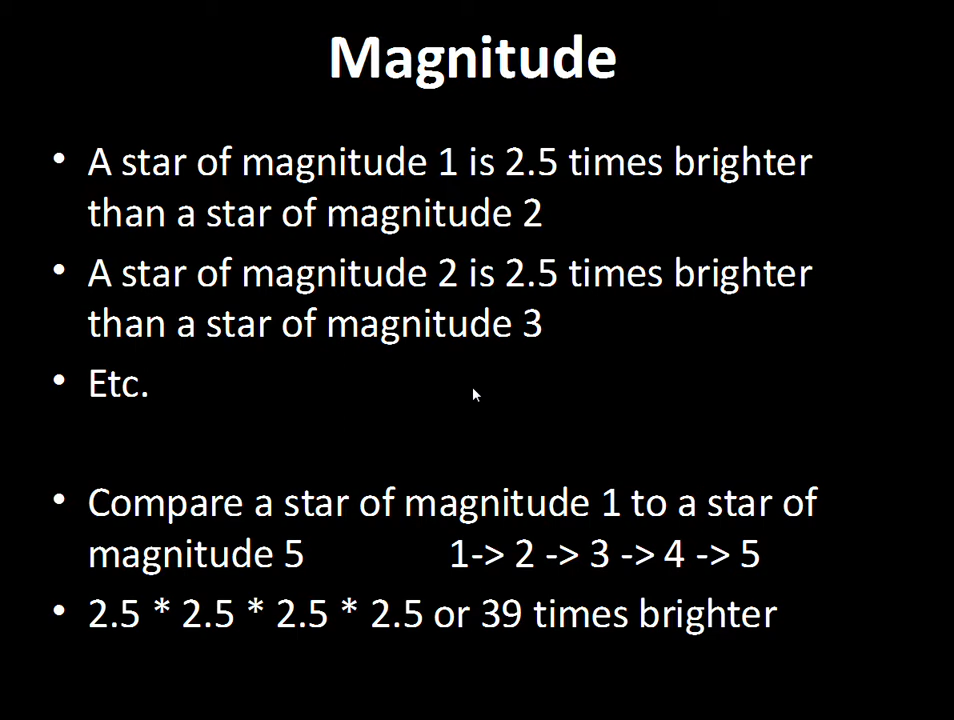 Magnitude
• A star of magnitude 1 is 2.5 times brighter
than a star of magnitude 2
• A star of magnitude 2 is 2.5 times brighter
than a star of magnitude 3
• Etc.
• Compare a star of magnitude 1 to a star of
magnitude 5 1-> 2 -> 3 -> 4 -> 5
• 2.5 * 2.5 * 2.5 * 2.5 or 39 times brighter